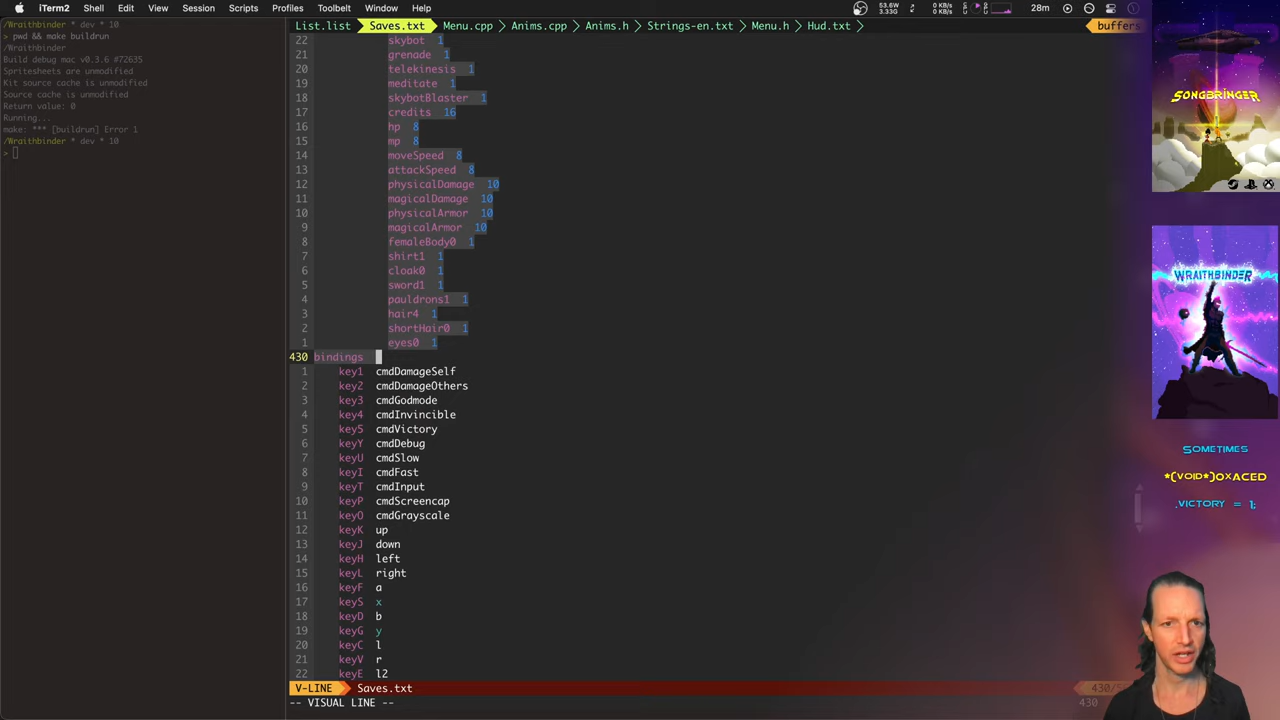 iTerm2 Shell Edit View Session Scripts Profiles Toolbelt Window Help
53.6W
3.330
0 KB/s
0 KB/s
28m
/Wraithbinder * dev * 10
> pwd && make buildrun
/Wraithbinder
Build debug mac v0.3.6 #72635
Spritesheets are unmodified
Kit source cache is unmodified
Source cache is unmodified
Return value: 0
Running...
make: *** [buildrun] Error 1
/Wraithbinder * dev * 10
>
List.list Saves.txt Menu.cpp Anims.cpp Anims.h Strings-en.txt Menu.h Hud.txt buffers
22 skybot 1
21 grenade 1
20 telekinesis 1
19 meditate 1
18 skybotBlaster 1
17 credits 16
16 hp 8
15 mp 8
14 moveSpeed 8
13 attackSpeed 8
12 physicalDamage 10
11 magicalDamage 10
10 physicalArmor 10
9 magicalArmor 10
8 femaleBody0 1
7 shirt1 1
6 cloak0 1
5 sword1 1
4 pauldrons1 1
3 hair4 1
2 shortHair0 1
1 eyes0 1
430 bindings
1 key1 cmdDamageSelf
2 key2 cmdDamageOthers
3 key3 cmdGodmode
4 key4 cmdInvincible
5 key5 cmdVictory
6 keyY cmdDebug
7 keyU cmdSlow
8 keyI cmdFast
9 keyT cmdInput
10 keyP cmdScreencap
11 keyO cmdGrayscale
12 keyK up
13 keyJ down
14 keyH left
15 keyL right
16 keyF a
17 keyS x
18 keyD b
19 keyG y
20 keyC l
21 keyV r
22 keyE l2
V-LINE Saves.txt
-- VISUAL LINE --
430
SONGBRINGER
WRAITHBINDER
SOMETIMES
*(VOID*)0XACED
.VICTORY = 1;